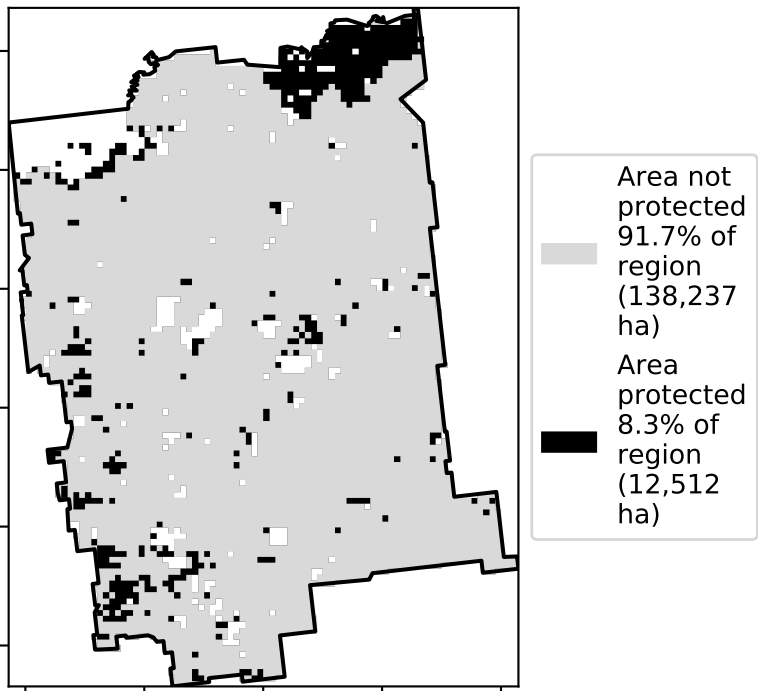 Area not
protected
91.7% of
region
(138,237
ha)
Area
protected
8.3% of
region
(12,512
ha)